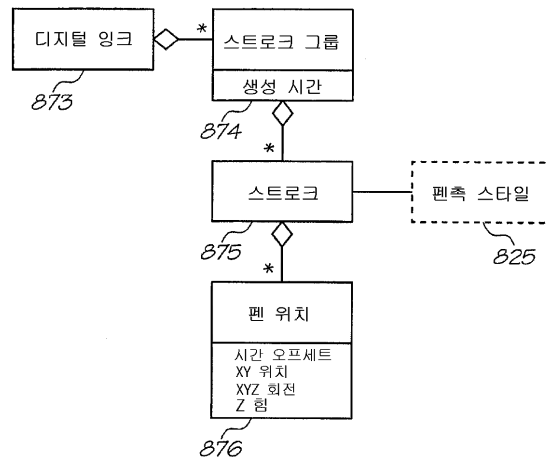 디지털 잉크
*
스트로크 그룹
873
생성 시간
874
*
스트로크
펜촉 스타일
875
825
*
펜 위치
시간 오프세트
XY 위치
XYZ 회전
Z 힘
876